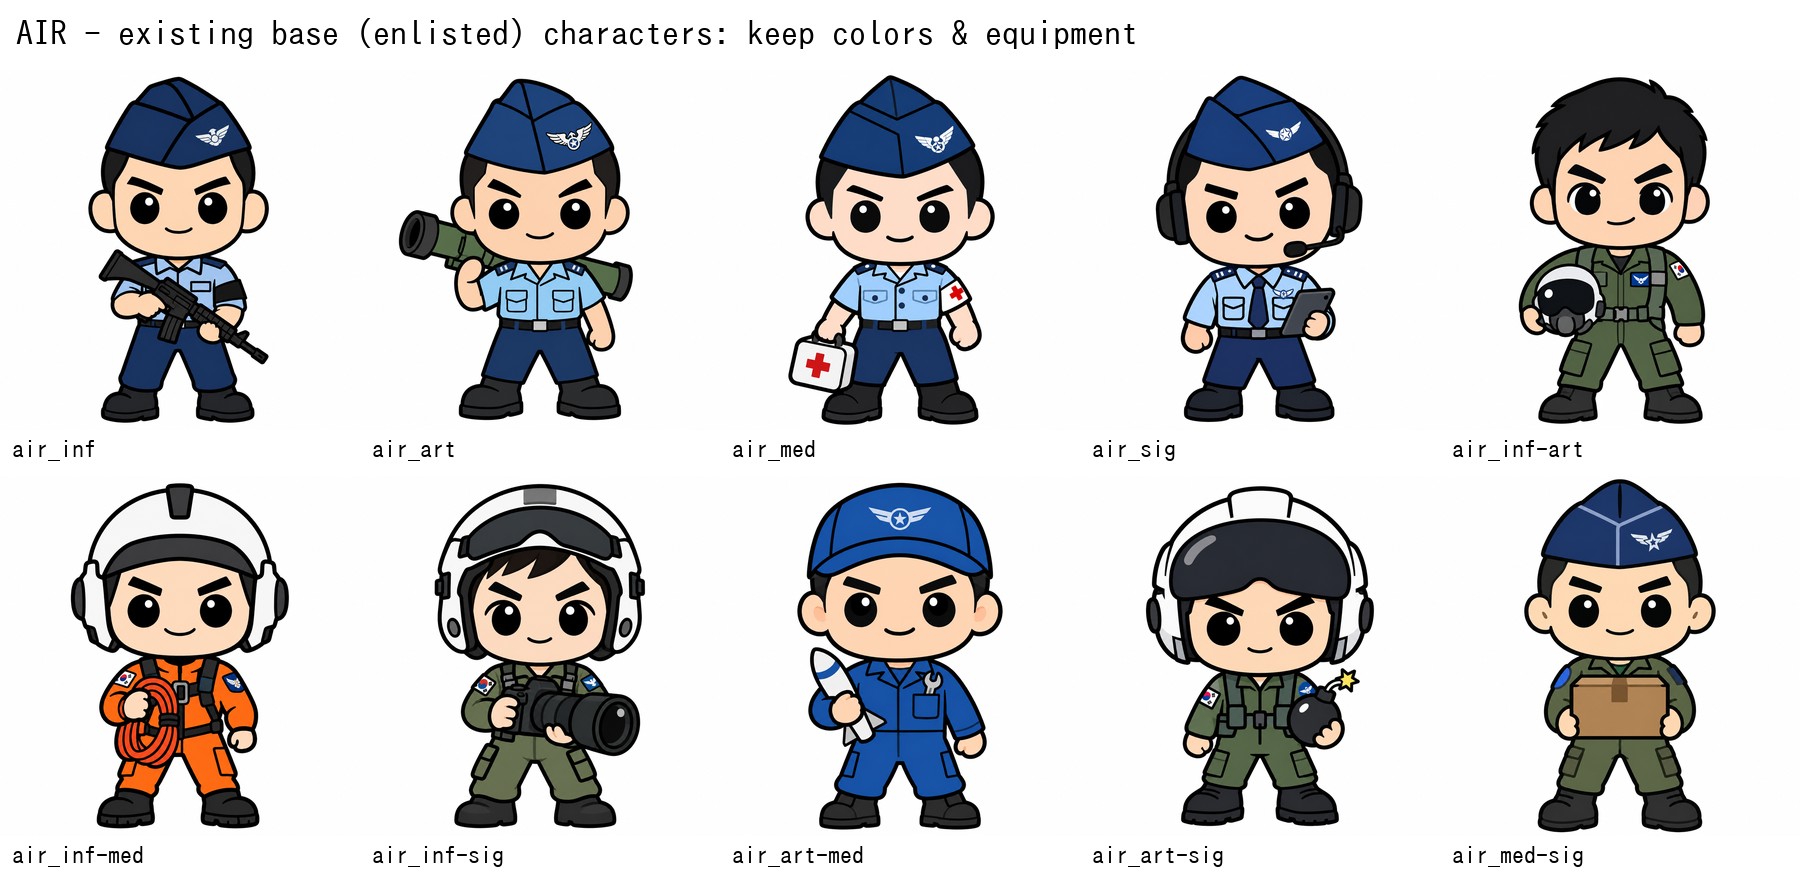 AIR - existing base (enlisted) characters: keep colors & equipment
air_inf
air_art
air_med
air_sig
air_inf-art
air_inf-med
air_inf-sig
air_art-med
air_art-sig
air_med-sig